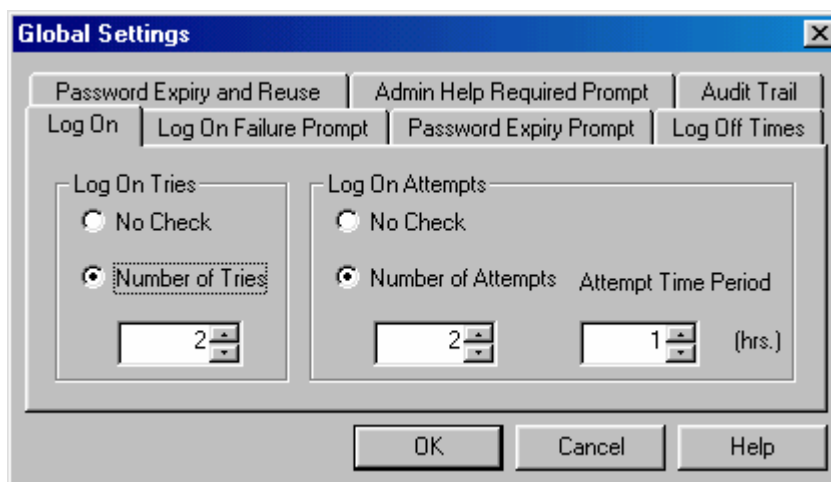 Global Settings
Password Expiry and Reuse
Admin Help Required Prompt
Audit Trail
Log On
Log On Failure Prompt
Password Expiry Prompt
Log Off Times
Log On Tries
No Check
Number of Tries
2
Log On Attempts
No Check
Number of Attempts
Attempt Time Period
2
1
(hrs.)
OK
Cancel
Help